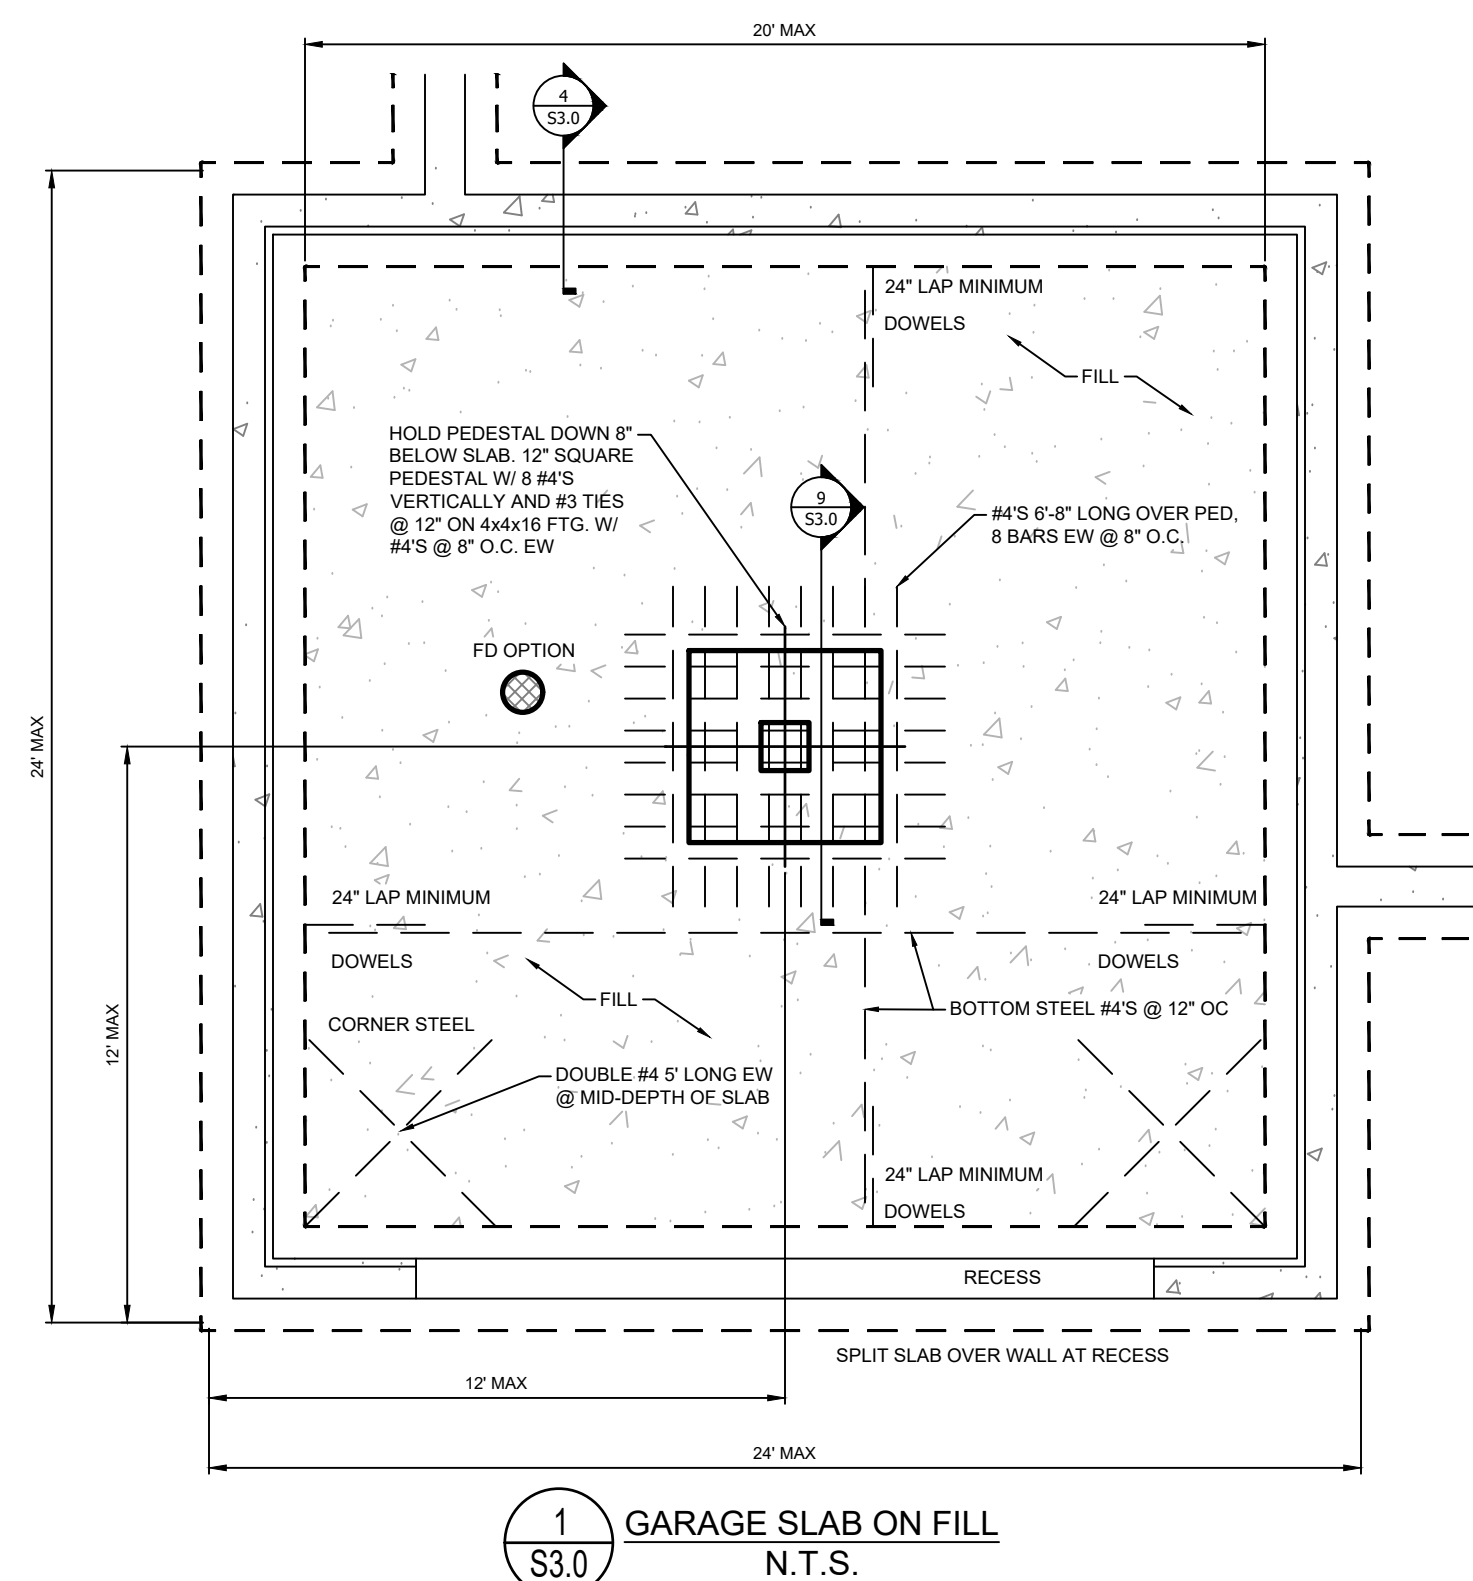 20' MAX
4
S3.0
24" LAP MINIMUM
DOWELS
FILL
HOLD PEDESTAL DOWN 8"
BELOW SLAB. 12" SQUARE
PEDESTAL W/ 8 #4'S
VERTICALLY AND #3 TIES
@ 12" ON 4x4x16 FTG. W/
#4'S @ 8" O.C. EW
9
S3.0
#4'S 6'-8" LONG OVER PED,
8 BARS EW @ 8" O.C.
FD OPTION
24' MAX
24" LAP MINIMUM
24" LAP MINIMUM
DOWELS
DOWELS
FILL
BOTTOM STEEL #4'S @ 12" OC
12' MAX
CORNER STEEL
DOUBLE #4 5' LONG EW
@ MID-DEPTH OF SLAB
24" LAP MINIMUM
DOWELS
RECESS
SPLIT SLAB OVER WALL AT RECESS
12' MAX
24' MAX
1
S3.0
GARAGE SLAB ON FILL
N.T.S.